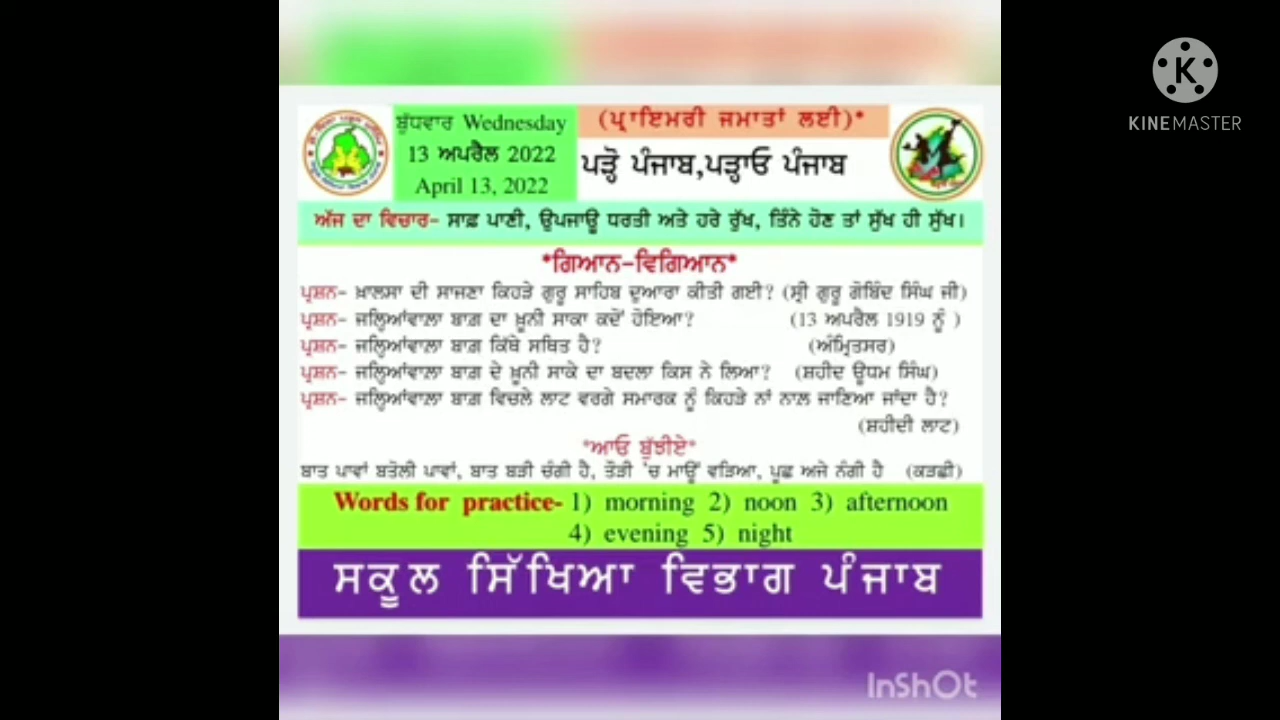 KINEMASTER
ਬੁੱਧਵਾਰ Wednesday
13 ਅਪਰੈਲ 2022
April 13, 2022
(ਪ੍ਰਾਇਮਰੀ ਜਮਾਤਾਂ ਲਈ)*
ਪੜ੍ਹੋ ਪੰਜਾਬ,ਪੜ੍ਹਾਓ ਪੰਜਾਬ
ਅੱਜ ਦਾ ਵਿਚਾਰ- ਸਾਫ਼ ਪਾਣੀ, ਉਪਜਾਊ ਧਰਤੀ ਅਤੇ ਹਰੇ ਰੁੱਖ, ਤਿੰਨੇ ਹੋਣ ਤਾਂ ਸੁੱਖ ਹੀ ਸੁੱਖ।
*ਗਿਆਨ-ਵਿਗਿਆਨ*
ਪ੍ਰਸ਼ਨ- ਖ਼ਾਲਸਾ ਦੀ ਸਾਜਣਾ ਕਿਹੜੇ ਗੁਰੂ ਸਾਹਿਬ ਦੁਆਰਾ ਕੀਤੀ ਗਈ? (ਸ੍ਰੀ ਗੁਰੂ ਗੋਬਿੰਦ ਸਿੰਘ ਜੀ)
ਪ੍ਰਸ਼ਨ- ਜਲ੍ਹਿਆਂਵਾਲਾ ਬਾਗ਼ ਦਾ ਖ਼ੂਨੀ ਸਾਕਾ ਕਦੋਂ ਹੋਇਆ? (13 ਅਪਰੈਲ 1919 ਨੂੰ )
ਪ੍ਰਸ਼ਨ- ਜਲ੍ਹਿਆਂਵਾਲਾ ਬਾਗ਼ ਕਿੱਥੇ ਸਥਿਤ ਹੈ? (ਅੰਮ੍ਰਿਤਸਰ)
ਪ੍ਰਸ਼ਨ- ਜਲ੍ਹਿਆਂਵਾਲਾ ਬਾਗ਼ ਦੇ ਖ਼ੂਨੀ ਸਾਕੇ ਦਾ ਬਦਲਾ ਕਿਸ ਨੇ ਲਿਆ? (ਸ਼ਹੀਦ ਊਧਮ ਸਿੰਘ)
ਪ੍ਰਸ਼ਨ- ਜਲ੍ਹਿਆਂਵਾਲਾ ਬਾਗ਼ ਵਿਚਲੇ ਲਾਟ ਵਰਗੇ ਸਮਾਰਕ ਨੂੰ ਕਿਹੜੇ ਨਾਂ ਨਾਲ਼ ਜਾਣਿਆ ਜਾਂਦਾ ਹੈ?
(ਸ਼ਹੀਦੀ ਲਾਟ)
*ਆਓ ਬੁੱਝੀਏ*
ਬਾਤ ਪਾਵਾਂ ਬਤੋਲੀ ਪਾਵਾਂ, ਬਾਤ ਬੜੀ ਚੰਗੀ ਹੈ, ਤੌੜੀ 'ਚ ਮਾਊਂ ਵੜਿਆ, ਪੂਛ ਅਜੇ ਨੰਗੀ ਹੈ (ਕੜਛੀ)
Words for practice- 1) morning 2) noon 3) afternoon
4) evening 5) night
ਸਕੂਲ ਸਿੱਖਿਆ ਵਿਭਾਗ ਪੰਜਾਬ
InShOt